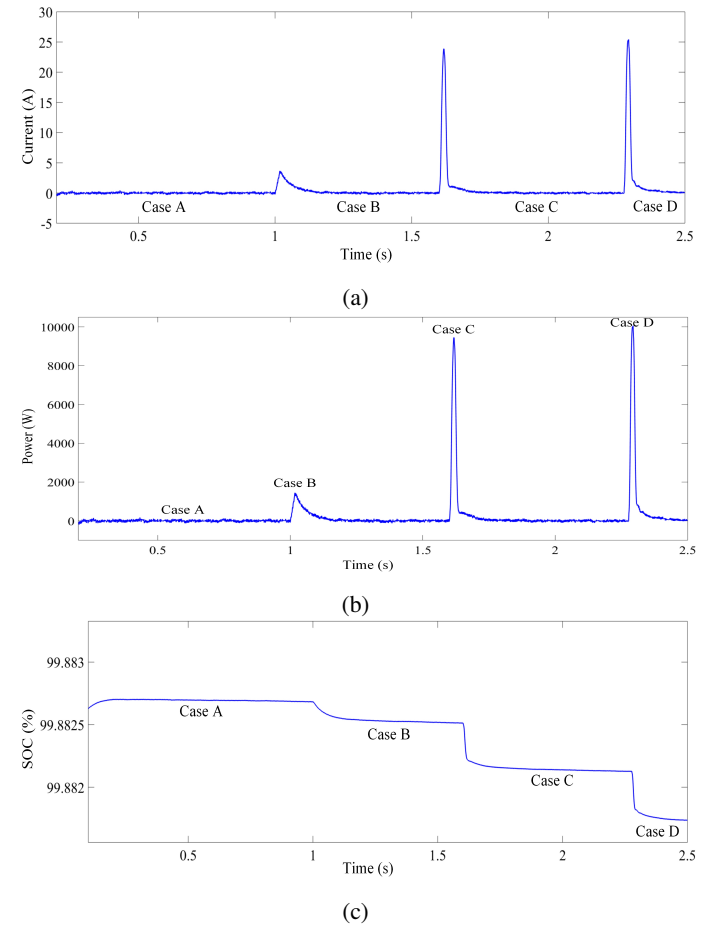 30
25
20
15
10
5
0
-5
Current (A)
Case A
Case B
Case C
Case D
0.5
1
1.5
2
2.5
Time (s)
(a)
10000
8000
6000
4000
2000
0
Power (W)
Case A
Case B
Case C
Case D
0.5
1
1.5
2
2.5
Time (s)
(b)
99.883
99.8825
99.882
SOC (%)
Case A
Case B
Case C
Case D
0.5
1
1.5
2
2.5
Time (s)
(c)